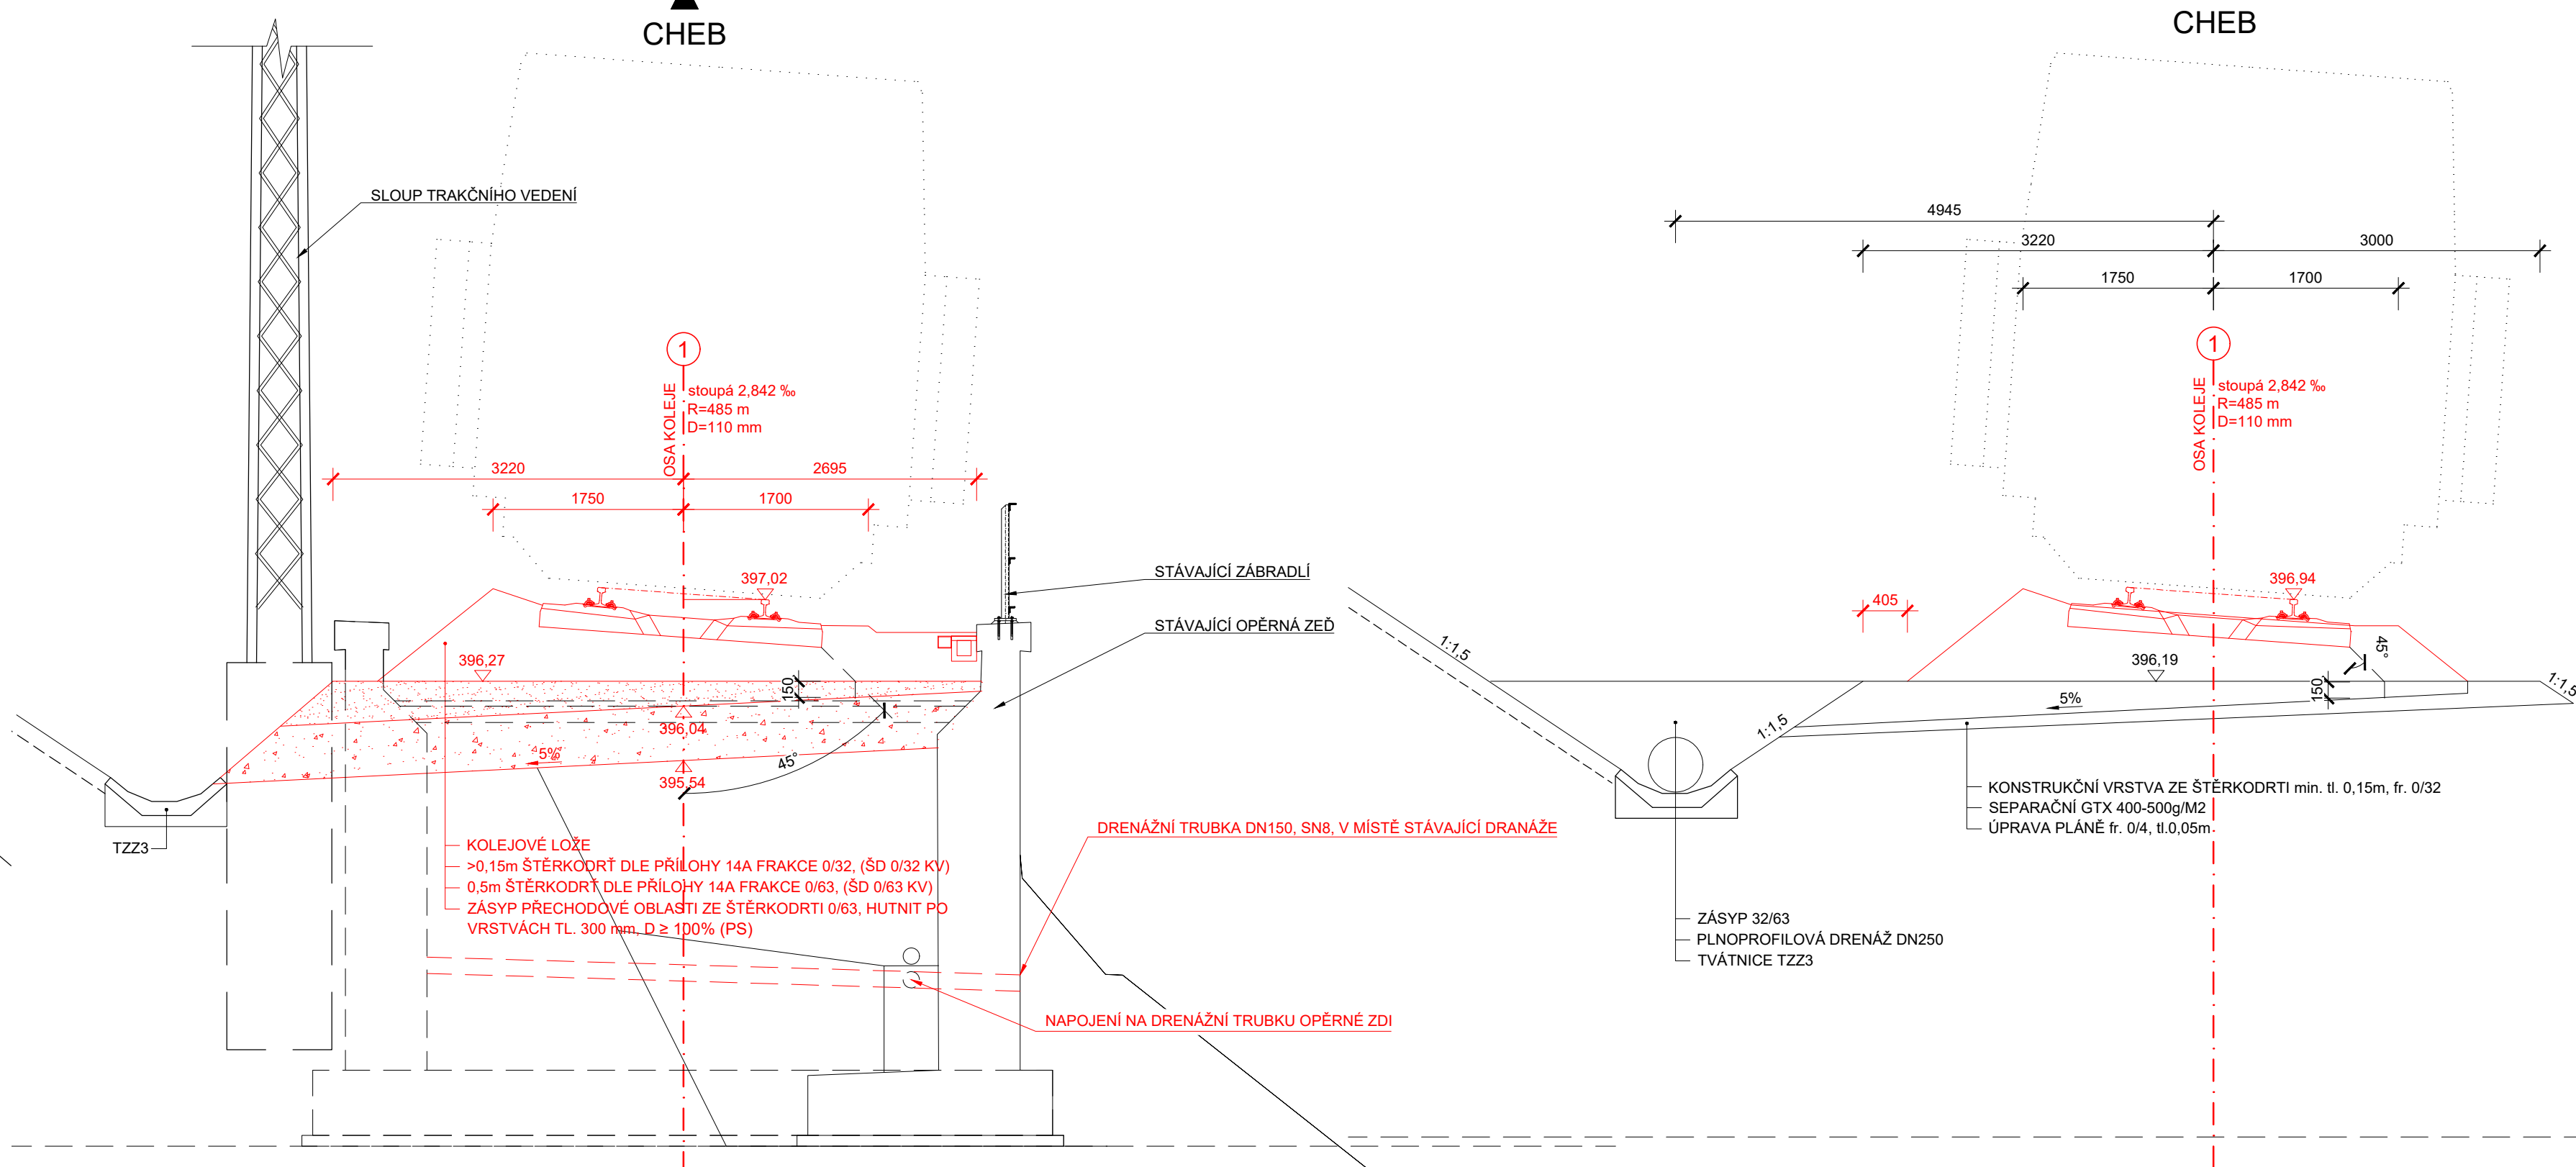 CHEB
SLOUP TRAKČNÍHO VEDENÍ
1
OSA KOLEJE
stoupá 2,842 ‰
R=485 m
D=110 mm
3220
2695
1750
1700
397,02
STÁVAJÍCÍ ZÁBRADLÍ
STÁVAJÍCÍ OPĚRNÁ ZEĎ
396,27
150
396,04
5%
45°
395,54
TZZ3
KOLEJOVÉ LOŽE
>0,15m ŠTĚRKODRŤ DLE PŘÍLOHY 14A FRAKCE 0/32, (ŠD 0/32 KV)
0,5m ŠTĚRKODRŤ DLE PŘÍLOHY 14A FRAKCE 0/63, (ŠD 0/63 KV)
ZÁSYP PŘECHODOVÉ OBLASTI ZE ŠTĚRKODRTI 0/63, HUTNIT PO
VRSTVÁCH TL. 300 mm, D ≥ 100% (PS)
DRENÁŽNÍ TRUBKA DN150, SN8, V MÍSTĚ STÁVAJÍCÍ DRANÁŽE
NAPOJENÍ NA DRENÁŽNÍ TRUBKU OPĚRNÉ ZDI
CHEB
4945
3220
3000
1750
1700
1
OSA KOLEJE
stoupá 2,842 ‰
R=485 m
D=110 mm
396,94
405
1:1,5
45°
396,19
150
1:1,5
5%
1:1,5
KONSTRUKČNÍ VRSTVA ZE ŠTĚRKODRTI min. tl. 0,15m, fr. 0/32
SEPARAČNÍ GTX 400-500g/M2
ÚPRAVA PLÁNĚ fr. 0/4, tl.0,05m
ZÁSYP 32/63
PLNOPROFILOVÁ DRENÁŽ DN250
TVÁTNICE TZZ3